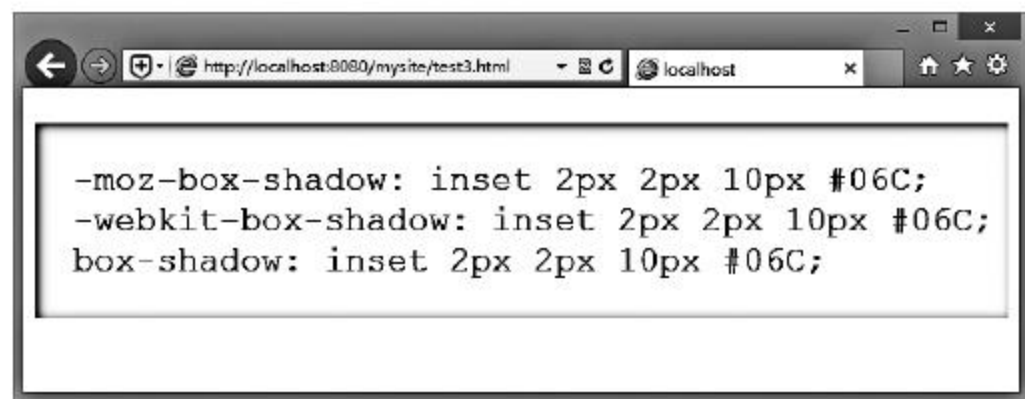 http://localhost:8080/mysite/test3.html
localhost
-moz-box-shadow: inset 2px 2px 10px #06C;
-webkit-box-shadow: inset 2px 2px 10px #06C;
box-shadow: inset 2px 2px 10px #06C;